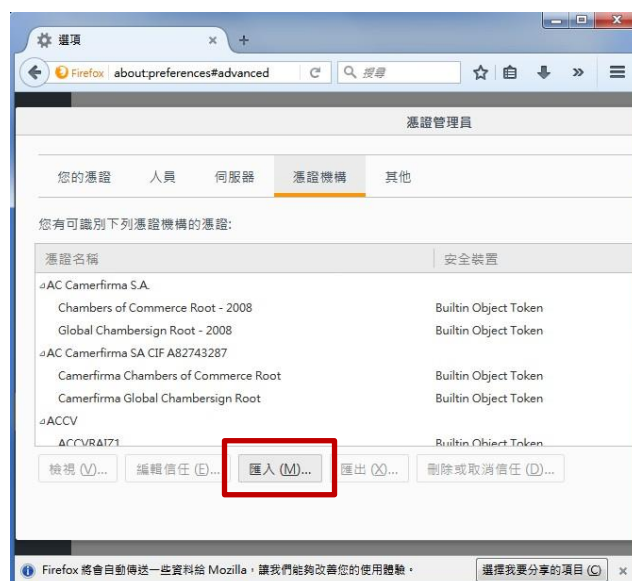 選項 × +
Firefox about:preferences#advanced 搜尋 »
憑證管理員
您的憑證 人員 伺服器 憑證機構 其他
您有可識別下列憑證機構的憑證:
憑證名稱 安全裝置
AC Camerfirma S.A.
Chambers of Commerce Root - 2008 Builtin Object Token
Global Chambersign Root - 2008 Builtin Object Token
AC Camerfirma SA CIF A82743287
Camerfirma Chambers of Commerce Root Builtin Object Token
Camerfirma Global Chambersign Root Builtin Object Token
ACCV
ACCVRAIZ1 Builtin Object Token
檢視 (V)... 編輯信任 (E)... 匯入 (M)... 匯出 (X)... 刪除或取消信任 (D)...
Firefox 將會自動傳送一些資料給 Mozilla，讓我們能夠改善您的使用體驗。 選擇我要分享的項目 (C) ×